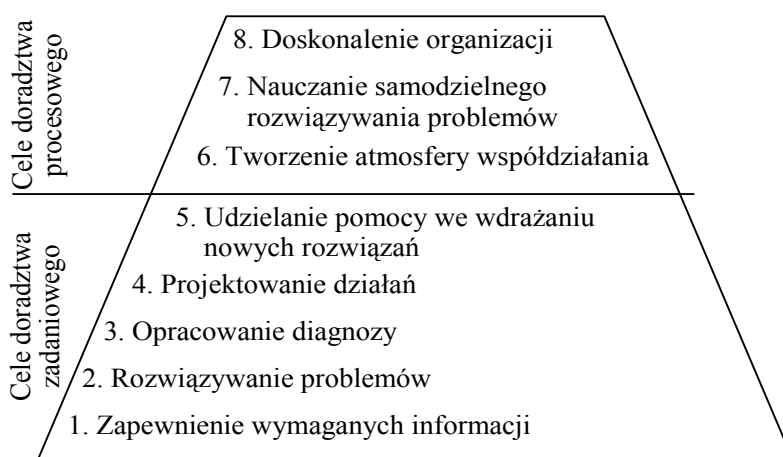 Cele doradztwa
procesowego
8. Doskonalenie organizacji
7. Nauczanie samodzielnego
rozwiązywania problemów
6. Tworzenie atmosfery współdziałania
Cele doradztwa
zadaniowego
5. Udzielanie pomocy we wdrażaniu
nowych rozwiązań
4. Projektowanie działań
3. Opracowanie diagnozy
2. Rozwiązywanie problemów
1. Zapewnienie wymaganych informacji